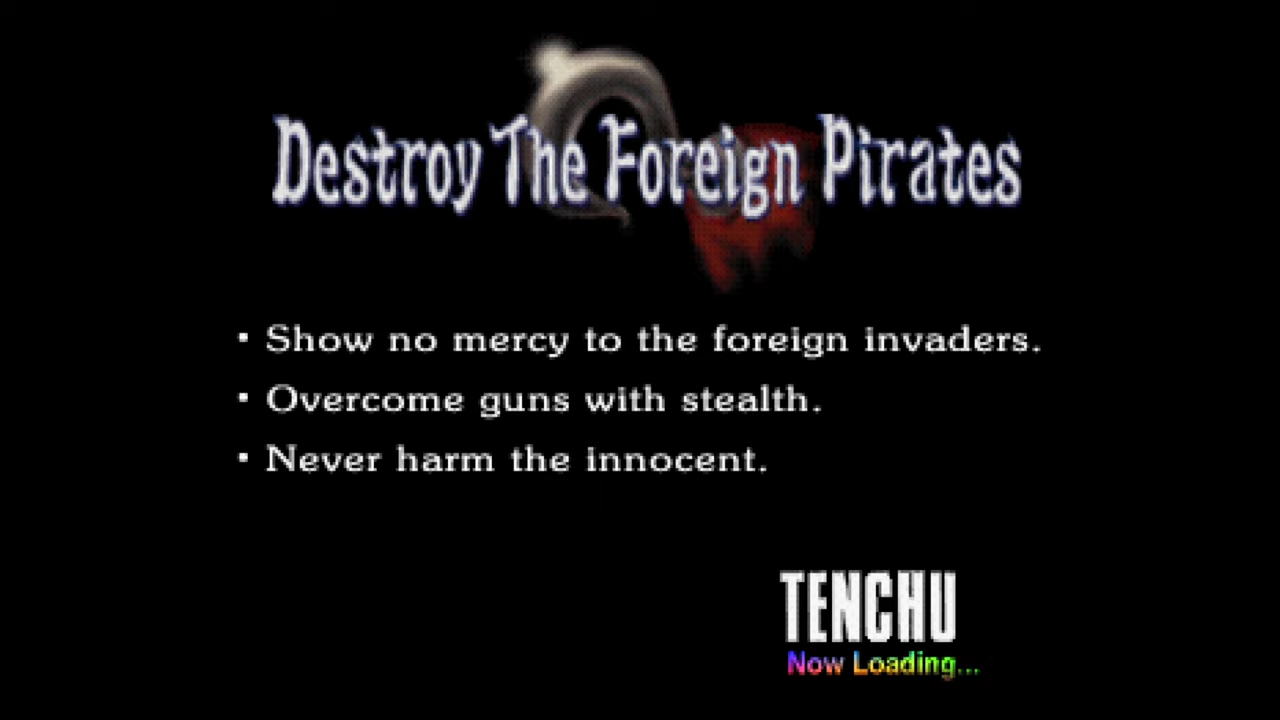 Destroy The Foreign Pirates
· Show no mercy to the foreign invaders.
· Overcome guns with stealth.
· Never harm the innocent.
TENCHU
Now Loading...